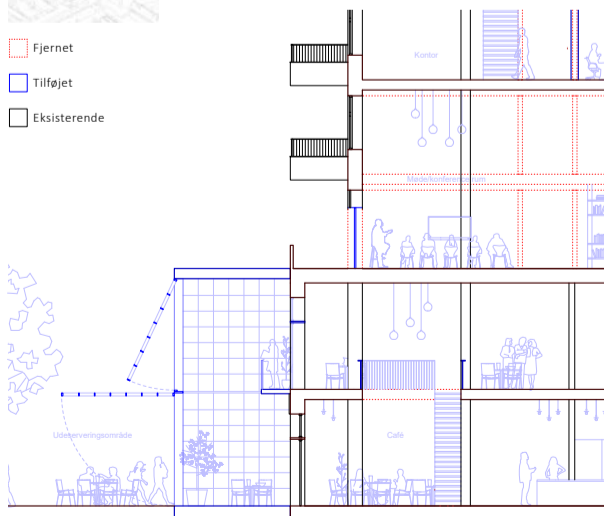 Fjernet
Tilføjet
Eksisterende
Kontor
Møde/konferencerum
Udeserveringsområde
Café